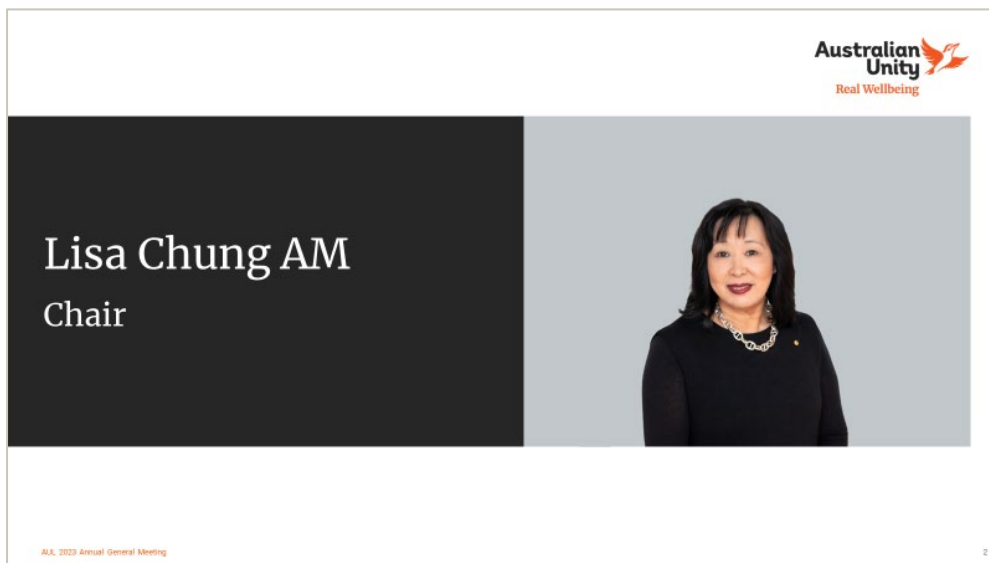 Australian
Unity
Real Wellbeing
Lisa Chung AM
Chair
AUL 2023 Annual General Meeting
2